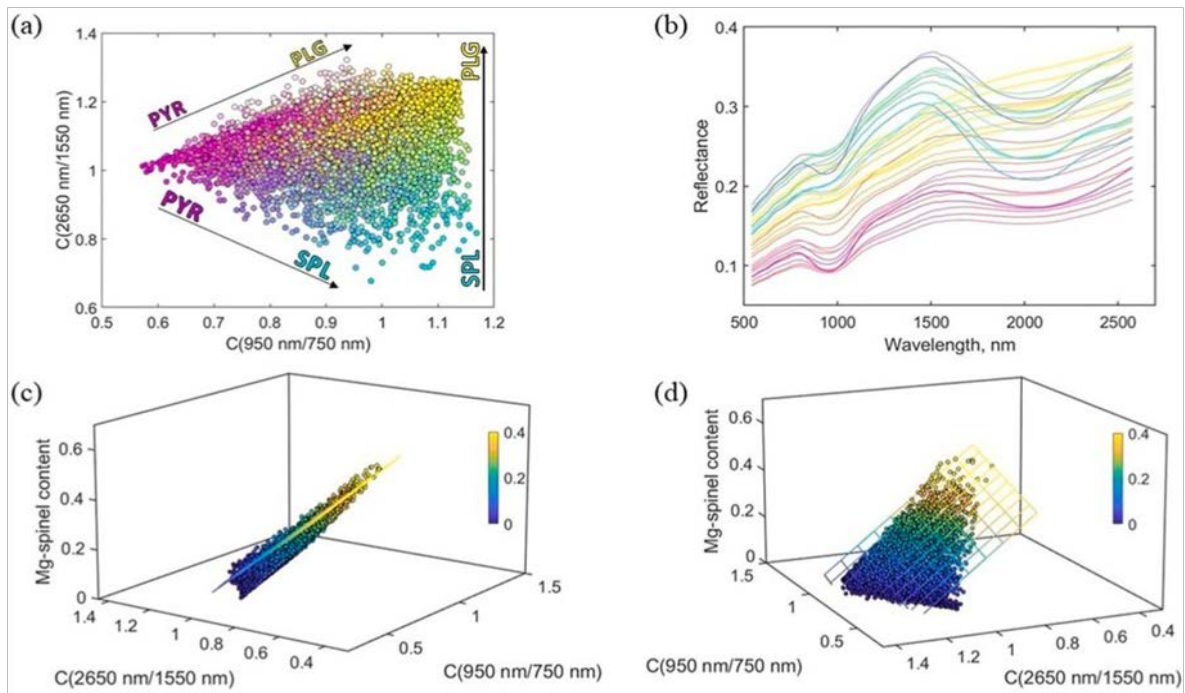 (a)
1.4
1.2
1
0.8
0.6
C(2650 nm/1550 nm)
PYR
PLG
PYR
SPL
PLG
SPL
0.5 0.6 0.7 0.8 0.9 1 1.1 1.2
C(950 nm/750 nm)
(b)
0.4
0.3
0.2
0.1
Reflectance
500 1000 1500 2000 2500
Wavelength, nm
(c)
Mg-spinel content
0.6
0.4
0.2
0
0.4
0.2
0
1.4 1.2 1 0.8 0.6 0.4
C(2650 nm/1550 nm)
0.5 1 1.5
C(950 nm/750 nm)
(d)
Mg-spinel content
0.6
0.4
0.2
0
0.4
0.2
0
1.5 1 0.5
C(950 nm/750 nm)
1.4 1.2 1 0.8 0.6 0.4
C(2650 nm/1550 nm)